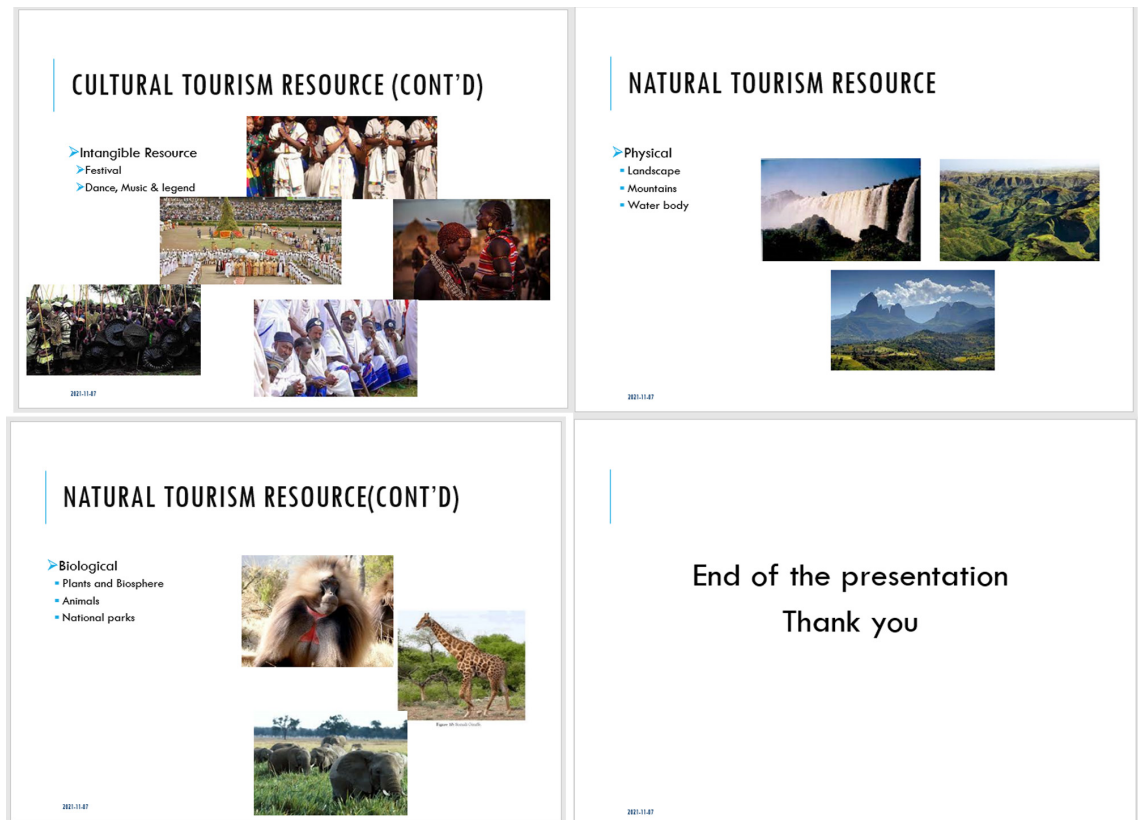 CULTURAL TOURISM RESOURCE (CONT'D)
Intangible Resource
Festival
Dance, Music & legend
2021-11-07
NATURAL TOURISM RESOURCE
Physical
Landscape
Mountains
Water body
2021-11-07
NATURAL TOURISM RESOURCE(CONT'D)
Biological
Plants and Biosphere
Animals
National parks
2021-11-07
End of the presentation
Thank you
2021-11-07